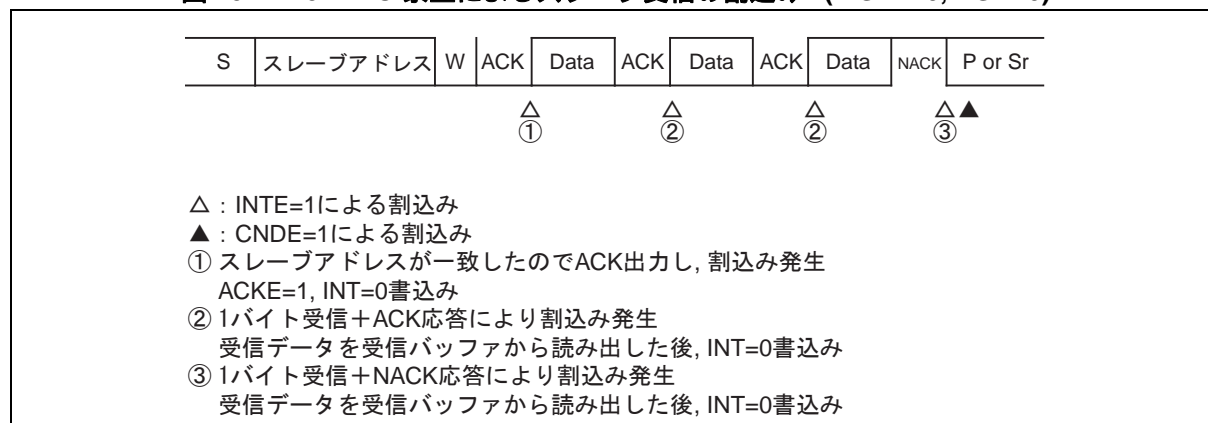 S スレーブアドレス W ACK Data ACK Data ACK Data NACK P or Sr
△ △ △ △▲
① ② ② ③
△ : INTE=1による割込み
▲ : CNDE=1による割込み
① スレーブアドレスが一致したのでACK出力し, 割込み発生
ACKE=1, INT=0書込み
② 1バイト受信+ACK応答により割込み発生
受信データを受信バッファから読み出した後, INT=0書込み
③ 1バイト受信+NACK応答により割込み発生
受信データを受信バッファから読み出した後, INT=0書込み